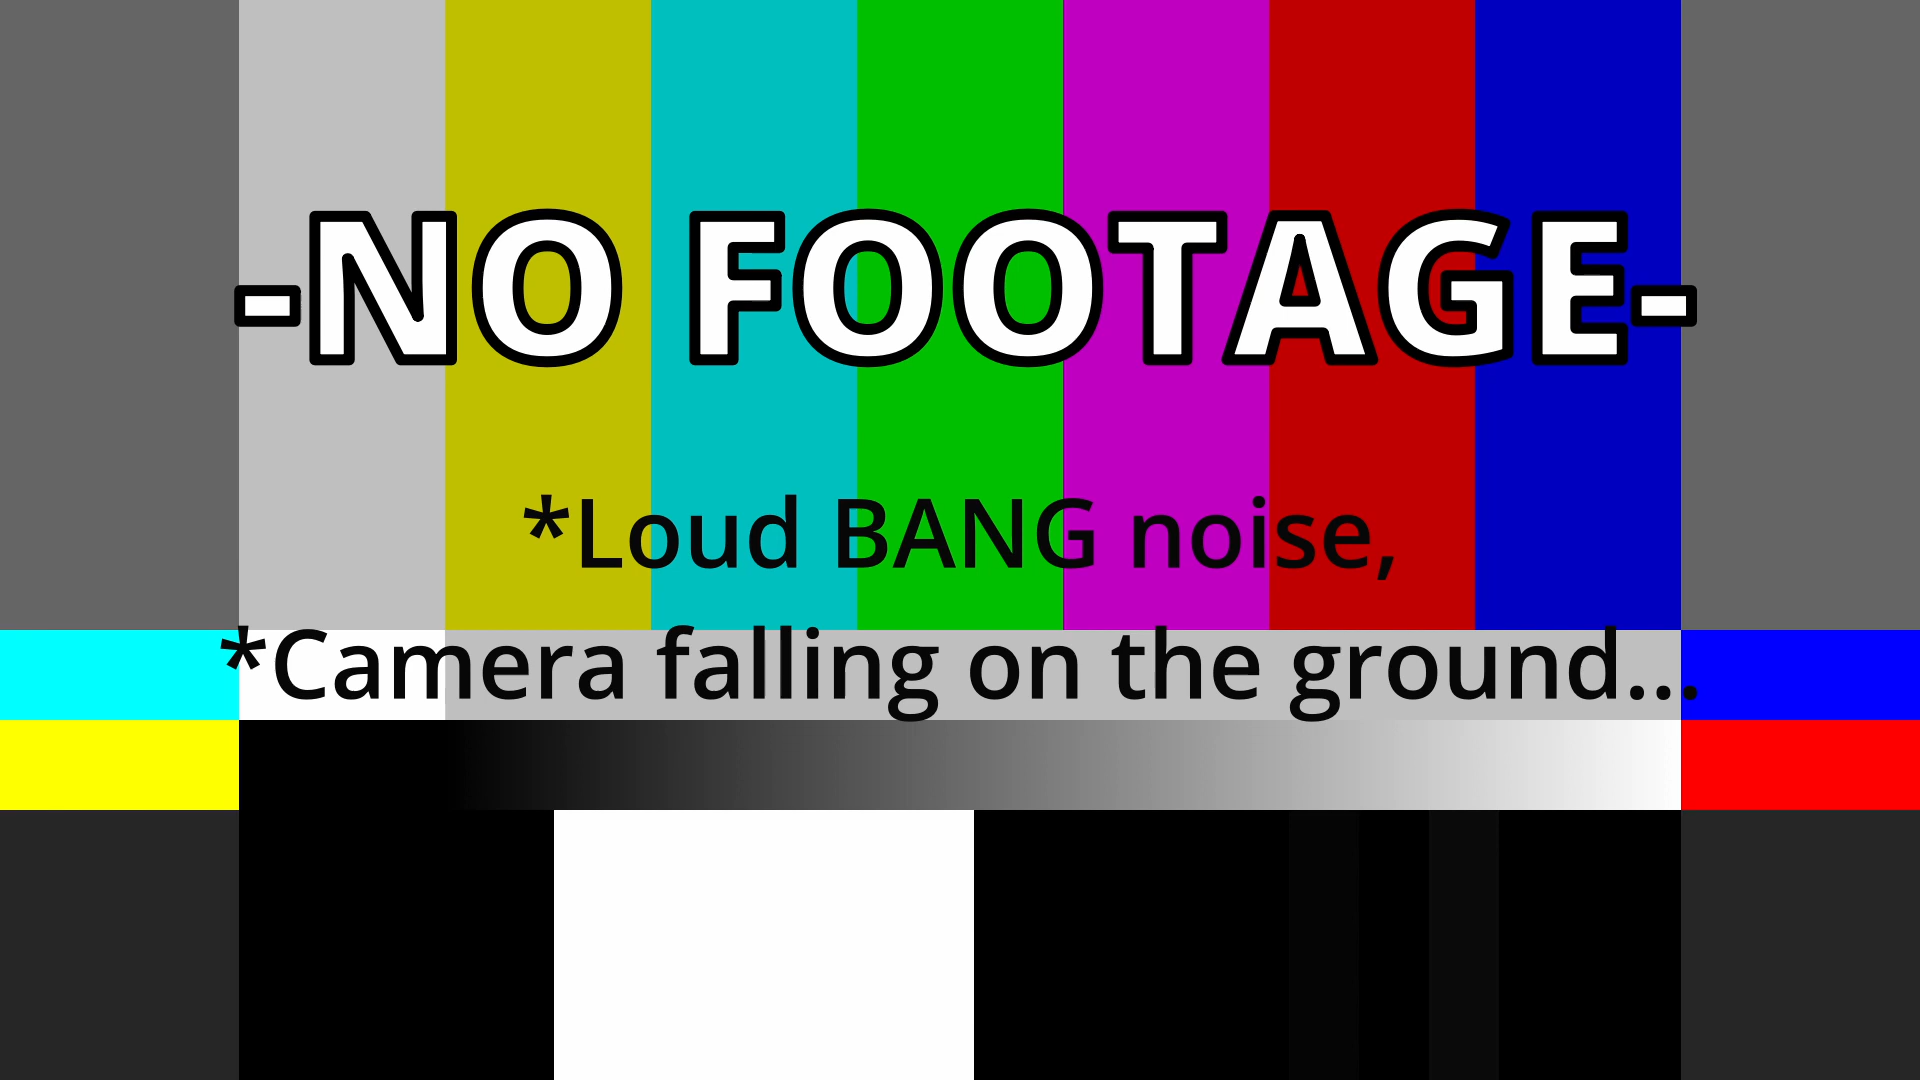 -NO FOOTAGE-
*Loud BANG noise,
*Camera falling on the ground...